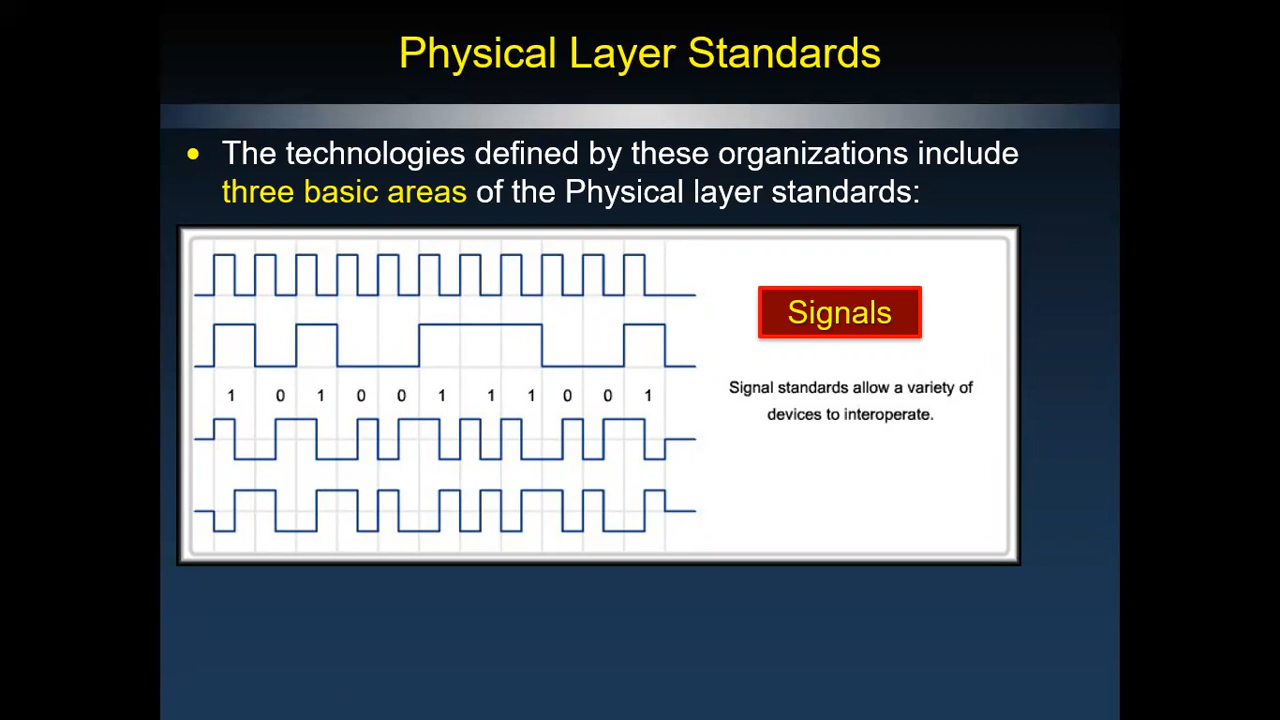 Physical Layer Standards
• The technologies defined by these organizations include
three basic areas of the Physical layer standards:
Signals
Signal standards allow a variety of
devices to interoperate.
1 0 1 0 0 1 1 1 0 0 1